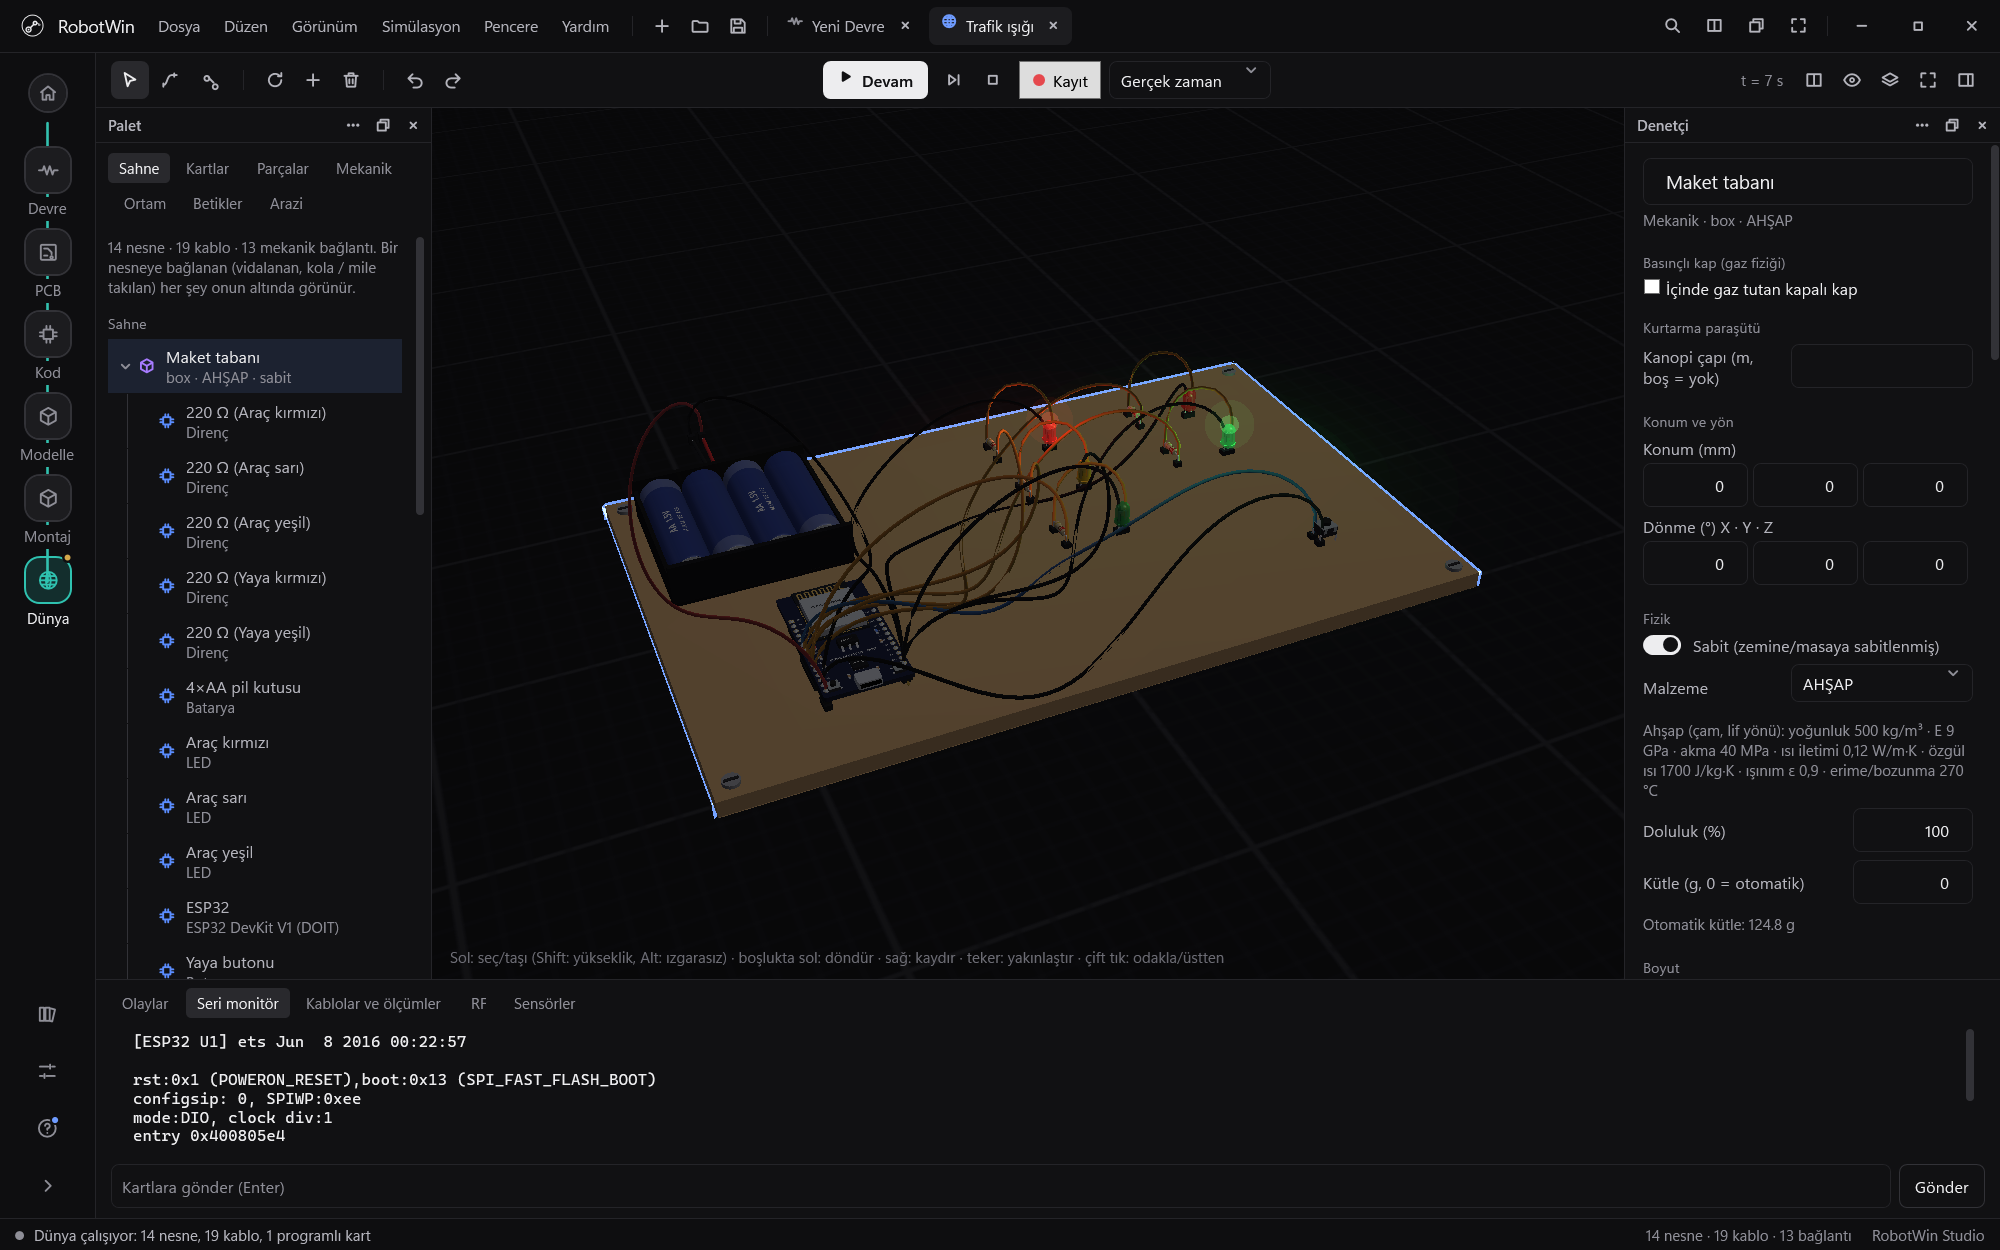 RobotWin Dosya Düzen Görünüm Simülasyon Pencere Yardım Yeni Devre Trafik ışığı
Devam Kayıt Gerçek zaman t = 7 s
Devre
PCB
Kod
Modelle
Montaj
Dünya
Palet
Sahne Kartlar Parçalar Mekanik
Ortam Betikler Arazi
14 nesne · 19 kablo · 13 mekanik bağlantı. Bir
nesneye bağlanan (vidalanan, kola / mile
takılan) her şey onun altında görünür.
Sahne
Maket tabanı
box · AHŞAP · sabit
220 Ω (Araç kırmızı)
Direnç
220 Ω (Araç sarı)
Direnç
220 Ω (Araç yeşil)
Direnç
220 Ω (Yaya kırmızı)
Direnç
220 Ω (Yaya yeşil)
Direnç
4×AA pil kutusu
Batarya
Araç kırmızı
LED
Araç sarı
LED
Araç yeşil
LED
ESP32
ESP32 DevKit V1 (DOIT)
Yaya butonu
AA 1.5V
AA 1.5V
Sol: seç/taşı (Shift: yükseklik, Alt: ızgarasız) · boşlukta sol: döndür · sağ: kaydır · teker: yakınlaştır · çift tık: odakla/üstten
Denetçi
Maket tabanı
Mekanik · box · AHŞAP
Basınçlı kap (gaz fiziği)
İçinde gaz tutan kapalı kap
Kurtarma paraşütü
Kanopi çapı (m,
boş = yok)
Konum ve yön
Konum (mm)
0 0 0
Dönme (°) X · Y · Z
0 0 0
Fizik
Sabit (zemine/masaya sabitlenmiş)
Malzeme AHŞAP
Ahşap (çam, lif yönü): yoğunluk 500 kg/m³ · E 9
GPa · akma 40 MPa · ısı iletimi 0,12 W/m·K · özgül
ısı 1700 J/kg·K · ışınım ε 0,9 · erime/bozunma 270
°C
Doluluk (%) 100
Kütle (g, 0 = otomatik) 0
Otomatik kütle: 124.8 g
Boyut
Olaylar Seri monitör Kablolar ve ölçümler RF Sensörler
[ESP32 U1] ets Jun  8 2016 00:22:57
rst:0x1 (POWERON_RESET),boot:0x13 (SPI_FAST_FLASH_BOOT)
configsip: 0, SPIWP:0xee
mode:DIO, clock div:1
entry 0x400805e4
Kartlara gönder (Enter) Gönder
Dünya çalışıyor: 14 nesne, 19 kablo, 1 programlı kart 14 nesne · 19 kablo · 13 bağlantı RobotWin Studio